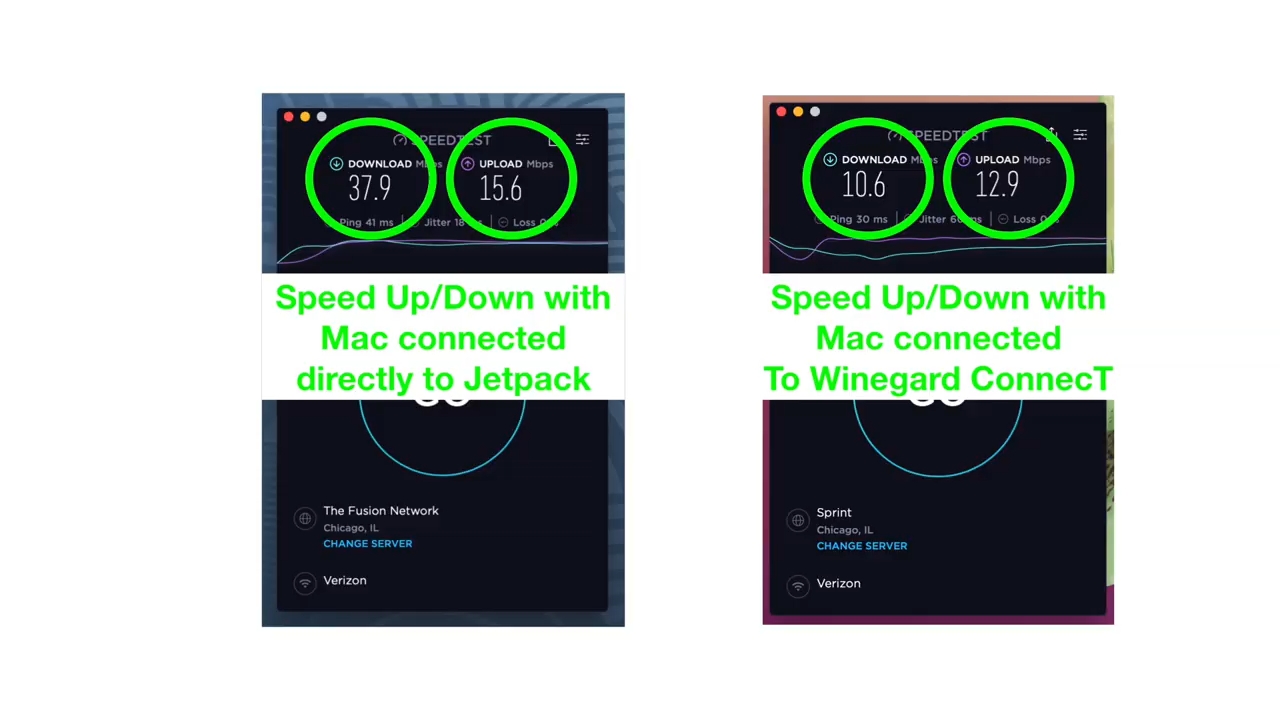 SPEEDTEST
DOWNLOAD Mbps UPLOAD Mbps
37.9 15.6
Ping 41 ms Jitter 18 Loss
Speed Up/Down with
Mac connected
directly to Jetpack
The Fusion Network
Chicago, IL
CHANGE SERVER
Verizon
SPEEDTEST
DOWNLOAD Mbps UPLOAD Mbps
10.6 12.9
Ping 30 ms Jitter Loss
Speed Up/Down with
Mac connected
To Winegard ConnecT
Sprint
Chicago, IL
CHANGE SERVER
Verizon